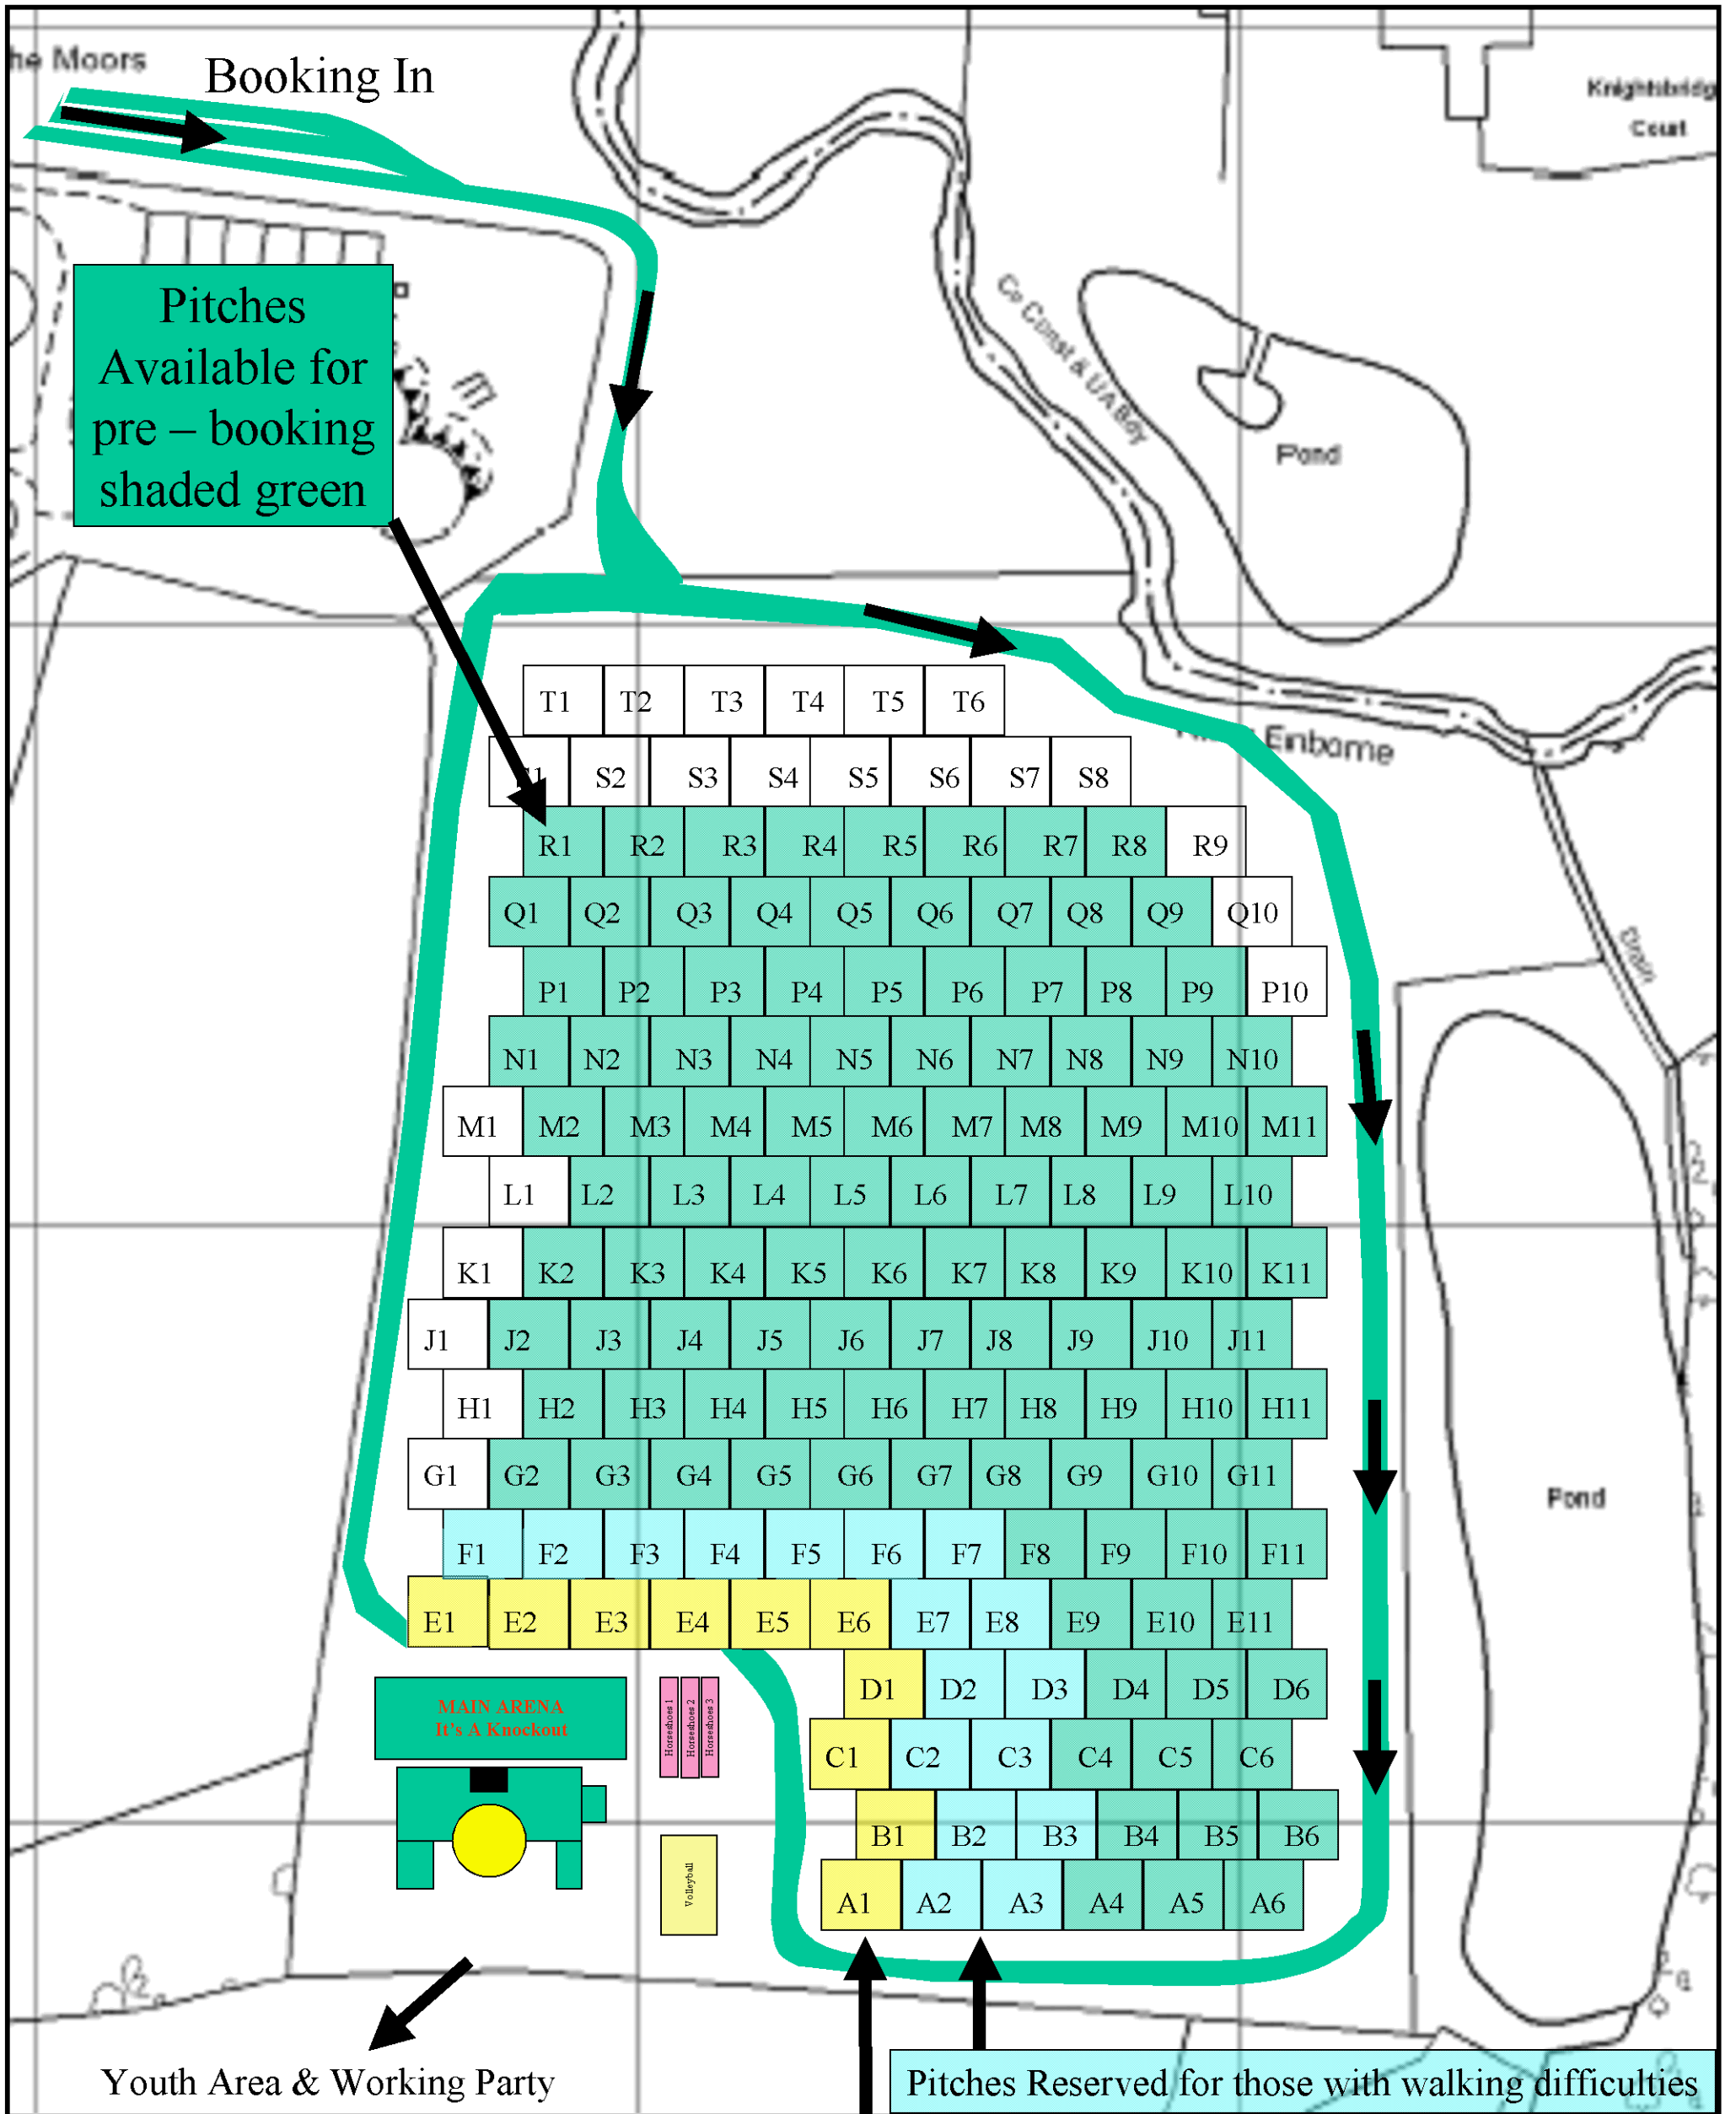 he Moors
Booking In
Knightsbridg
Court
Pitches
Available for
pre – booking
shaded green
Co Const & UA Bdy
Pond
T1 T2 T3 T4 T5 T6
Einborne
S1 S2 S3 S4 S5 S6 S7 S8
R1 R2 R3 R4 R5 R6 R7 R8 R9
Q1 Q2 Q3 Q4 Q5 Q6 Q7 Q8 Q9 Q10
Drain
P1 P2 P3 P4 P5 P6 P7 P8 P9 P10
N1 N2 N3 N4 N5 N6 N7 N8 N9 N10
M1 M2 M3 M4 M5 M6 M7 M8 M9 M10 M11
L1 L2 L3 L4 L5 L6 L7 L8 L9 L10
K1 K2 K3 K4 K5 K6 K7 K8 K9 K10 K11
J1 J2 J3 J4 J5 J6 J7 J8 J9 J10 J11
H1 H2 H3 H4 H5 H6 H7 H8 H9 H10 H11
G1 G2 G3 G4 G5 G6 G7 G8 G9 G10 G11
Pond
F1 F2 F3 F4 F5 F6 F7 F8 F9 F10 F11
E1 E2 E3 E4 E5 E6 E7 E8 E9 E10 E11
D1 D2 D3 D4 D5 D6
MAIN ARENA
It's A Knockout
Horseshoes 1
Horseshoes 2
Horseshoes 3
C1 C2 C3 C4 C5 C6
B1 B2 B3 B4 B5 B6
Volleyball
A1 A2 A3 A4 A5 A6
Youth Area & Working Party
Pitches Reserved for those with walking difficulties